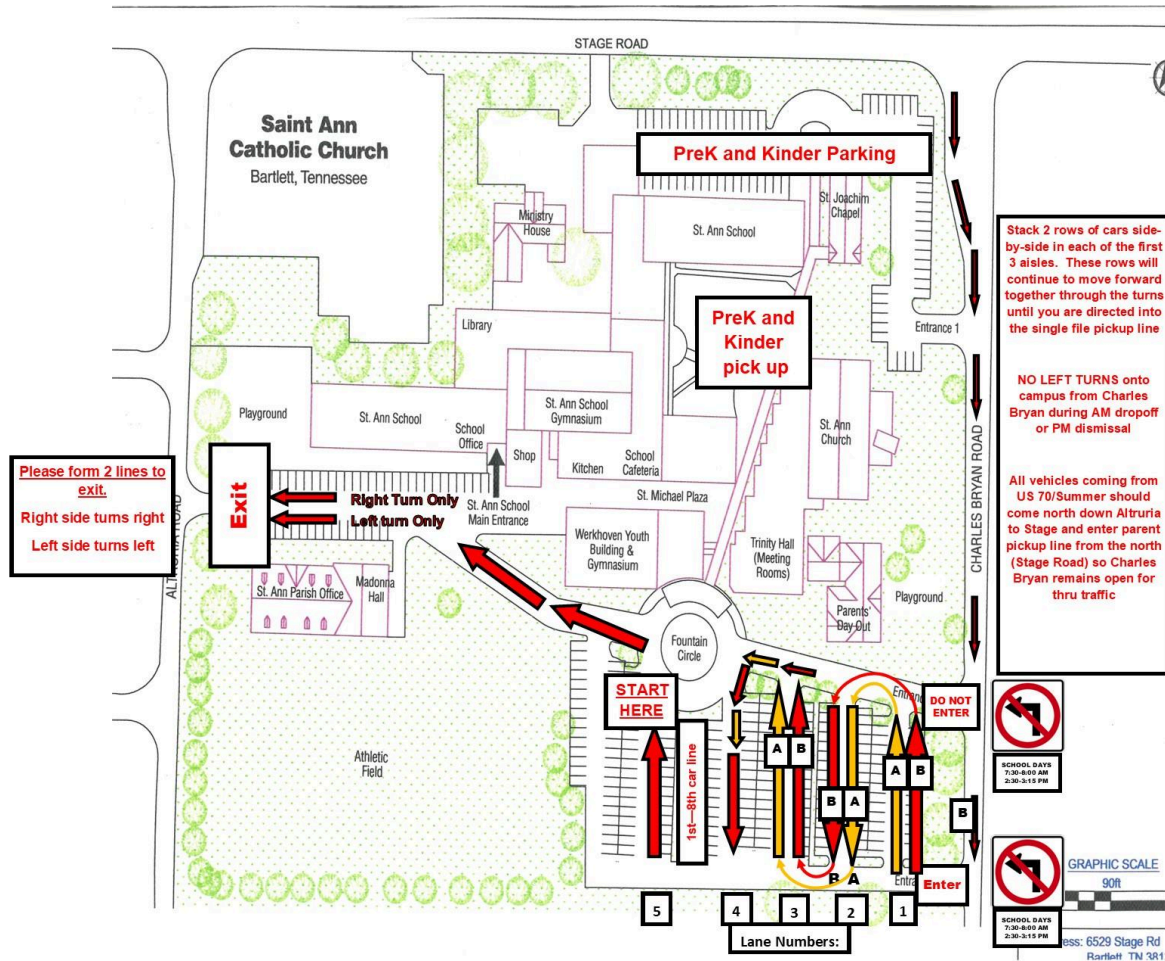 STAGE ROAD
Saint Ann
Catholic Church
Bartlett, Tennessee
PreK and Kinder Parking
St. Joachim
Chapel
Ministry
House
St. Ann School
Stack 2 rows of cars side-
by-side in each of the first
3 aisles. These rows will
continue to move forward
together through the turns
until you are directed into
the single file pickup line
NO LEFT TURNS onto
campus from Charles
Bryan during AM dropoff
or PM dismissal
All vehicles coming from
US 70/Summer should
come north down Altruria
to Stage and enter parent
pickup line from the north
(Stage Road) so Charles
Bryan remains open for
thru traffic
Entrance 1
PreK and
Kinder
pick up
Library
Playground
St. Ann School
St. Ann School
Gymnasium
School
Office
Shop
Kitchen
School
Cafeteria
St. Ann
Church
CHARLES BRYAN ROAD
Please form 2 lines to
exit.
Right side turns right
Left side turns left
Exit
Right Turn Only
Left turn Only
St. Ann School
Main Entrance
St. Michael Plaza
Werkhoven Youth
Building &
Gymnasium
Trinity Hall
(Meeting
Rooms)
Parents'
Day Out
Playground
St. Ann Parish Office
Madonna
Hall
Fountain
Circle
START
HERE
DO NOT
ENTER
1st—8th car line
A
B
B
A
A
B
B
A
SCHOOL DAYS
7:30-8:00 AM
2:30-3:15 PM
B
Athletic
Field
Enter
GRAPHIC SCALE
90ft
SCHOOL DAYS
7:30-8:00 AM
2:30-3:15 PM
5
4
3
2
1
Lane Numbers:
6529 Stage Rd
Bartlett, TN